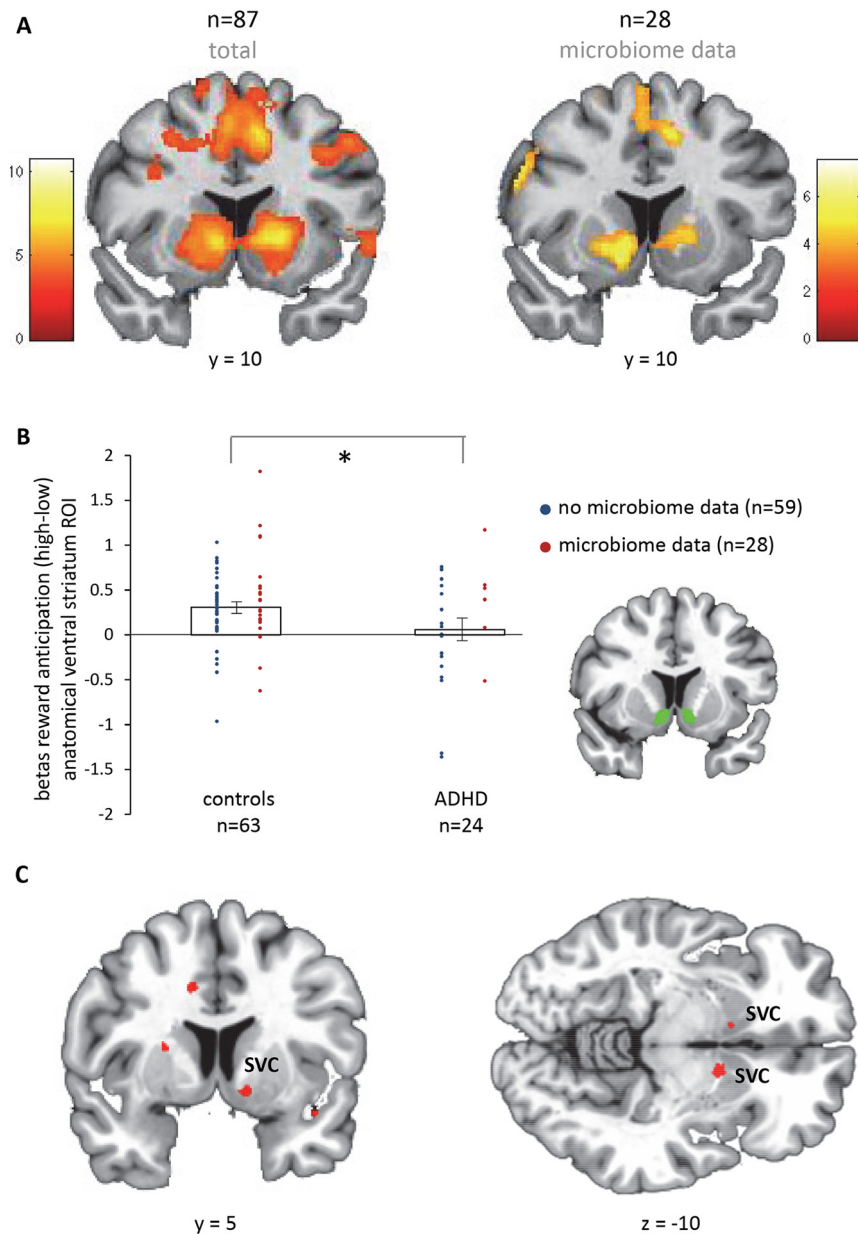 A
n=87
total
n=28
microbiome data
10
5
0
6
4
2
0
y = 10
y = 10
B
betas reward anticipation (high-low)
anatomical ventral striatum ROI
2
1.5
1
0.5
0
-0.5
-1
-1.5
-2
*
controls
n=63
ADHD
n=24
no microbiome data (n=59)
microbiome data (n=28)
C
SVC
SVC
SVC
y = 5
z = -10